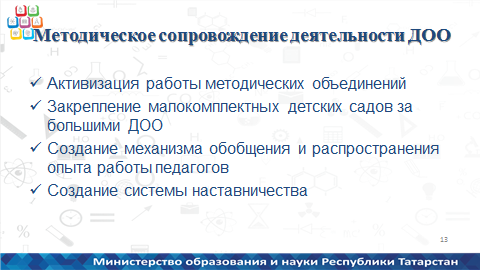 Методическое сопровождение деятельности ДОО
✓ Активизация работы методических объединений
✓ Закрепление малокомплектных детских садов за
большими ДОО
✓ Создание механизма обобщения и распространения
опыта работы педагогов
✓ Создание системы наставничества
13
Министерство образования и науки Республики Татарстан